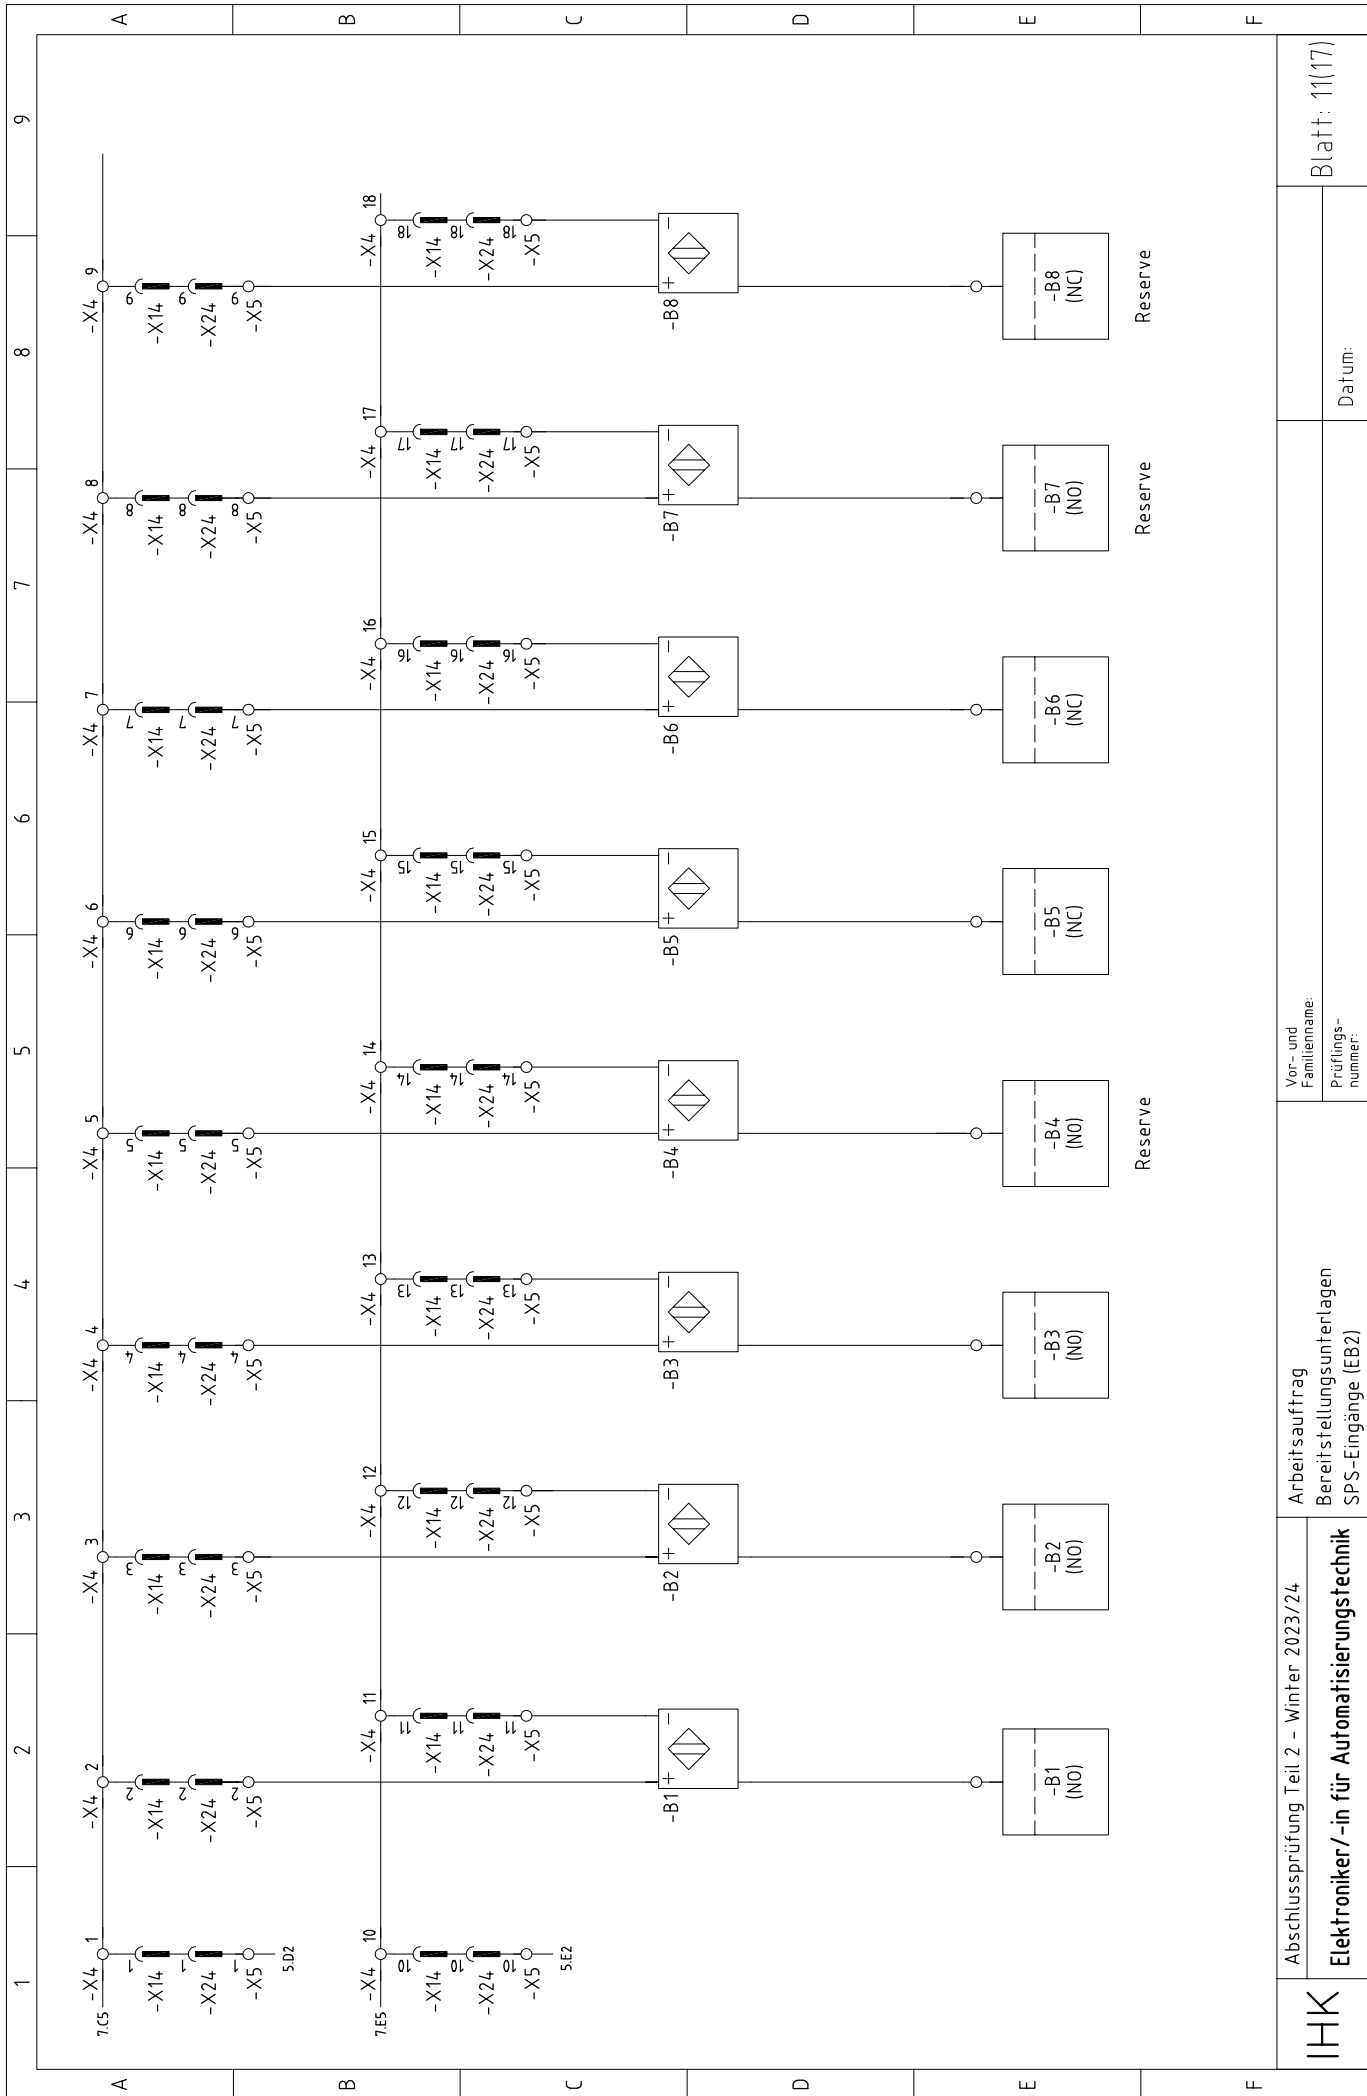 1 2 3 4 5 6 7 8 9
A A
7.C5 -X4 1 -X4 2 -X4 3 -X4 4 -X4 5 -X4 6 -X4 7 -X4 8 -X4 9
1 2 3 4 5 6 7 8 9
-X14 -X14 -X14 -X14 -X14 -X14 -X14 -X14 -X14
1 2 3 4 5 6 7 8 9
-X24 -X24 -X24 -X24 -X24 -X24 -X24 -X24 -X24
1 2 3 4 5 6 7 8 9
-X5 -X5 -X5 -X5 -X5 -X5 -X5 -X5 -X5
5.D2
B B
7.E5 -X4 10 -X4 11 -X4 12 -X4 13 -X4 14 -X4 15 -X4 16 -X4 17 -X4 18
10 11 12 13 14 15 16 17 18
-X14 -X14 -X14 -X14 -X14 -X14 -X14 -X14 -X14
10 11 12 13 14 15 16 17 18
-X24 -X24 -X24 -X24 -X24 -X24 -X24 -X24 -X24
10 11 12 13 14 15 16 17 18
-X5 -X5 -X5 -X5 -X5 -X5 -X5 -X5 -X5
5.E2
C C
+ - + - + - + - + - + - + - + -
-B1 -B2 -B3 -B4 -B5 -B6 -B7 -B8
D D
E E
-B1 -B2 -B3 -B4 -B5 -B6 -B7 -B8
(NO) (NO) (NO) (NO) (NC) (NC) (NO) (NC)
Reserve Reserve Reserve
F F
IHK
Abschlussprüfung Teil 2 - Winter 2023/24
Elektroniker/-in für Automatisierungstechnik
Arbeitsauftrag
Bereitstellungsunterlagen
SPS-Eingänge (EB2)
Vor- und
Familienname:
Prüflings-
nummer:
Datum:
Blatt: 11(17)